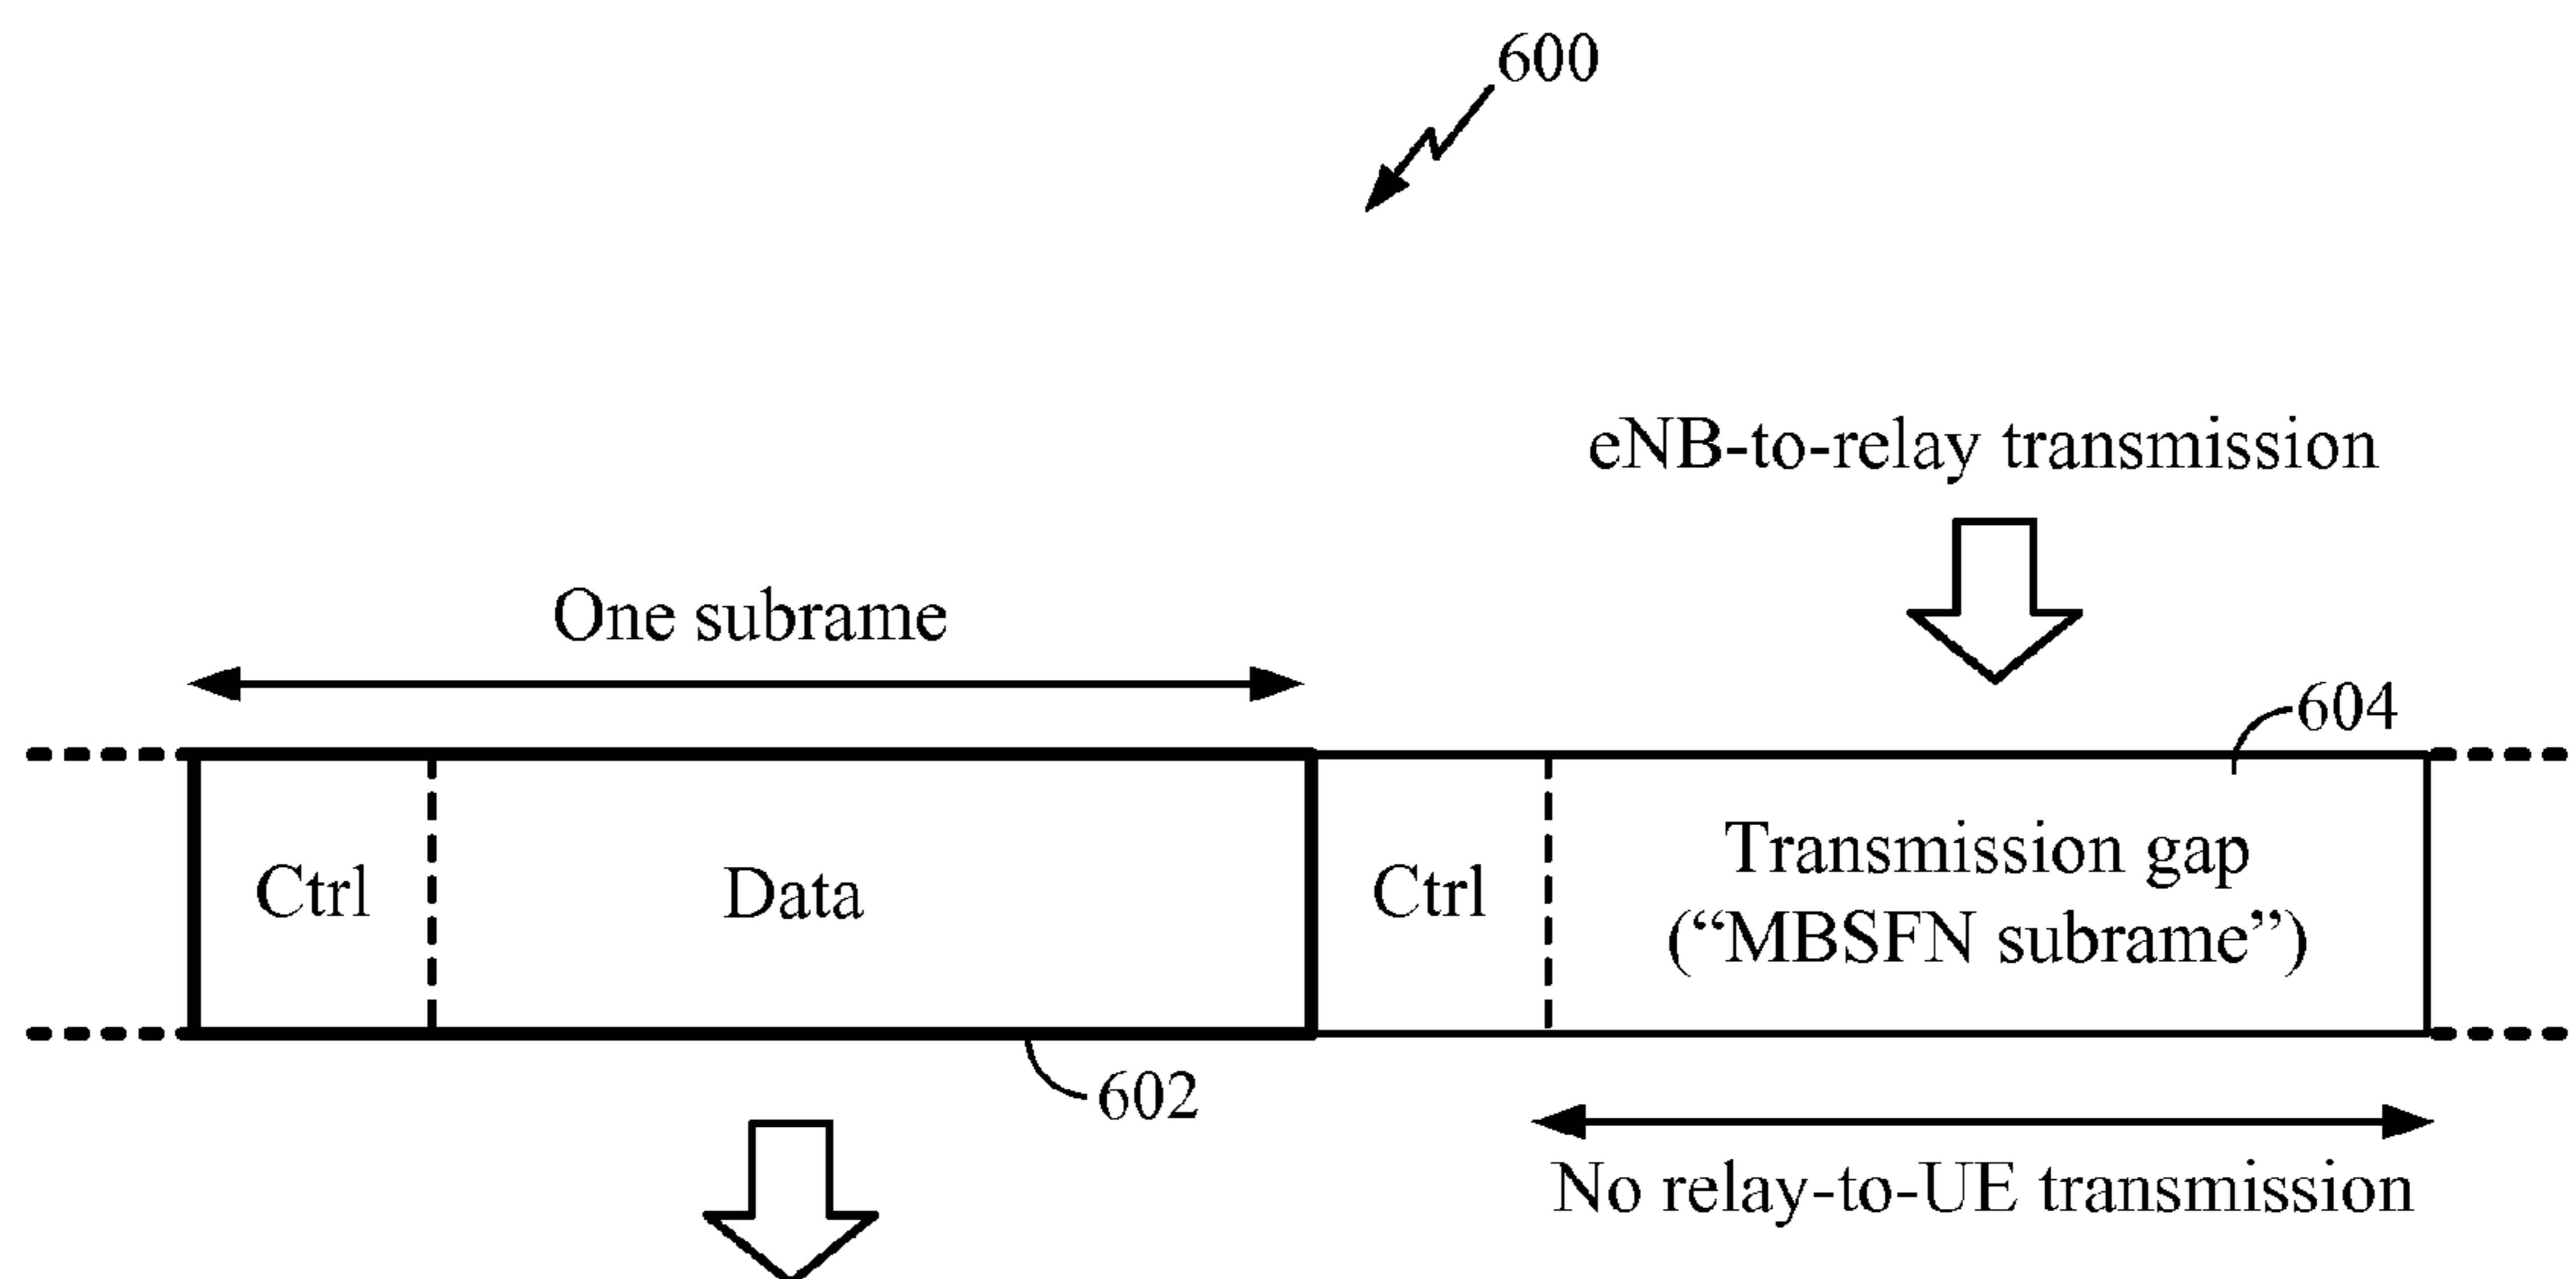 600
eNB-to-relay transmission
One subrame
604
Ctrl
Data
Ctrl
Transmission gap
(“MBSFN subrame”)
602
No relay-to-UE transmission